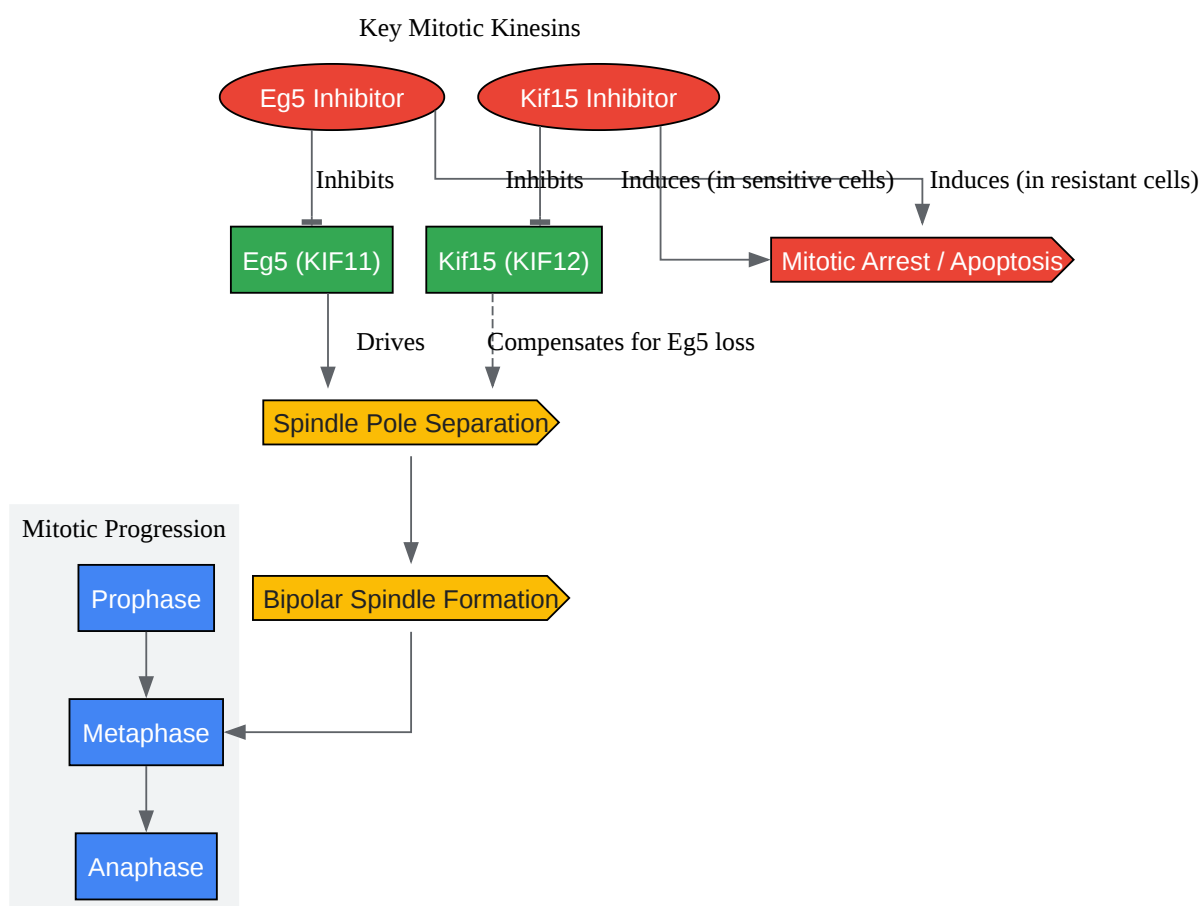 Key Mitotic Kinesins
Eg5 Inhibitor
Kif15 Inhibitor
Inhibits
Inhibits
Induces (in sensitive cells)
Induces (in resistant cells)
Eg5 (KIF11)
Kif15 (KIF12)
Mitotic Arrest / Apoptosis
Drives
Compensates for Eg5 loss
Spindle Pole Separation
Mitotic Progression
Prophase
Bipolar Spindle Formation
Metaphase
Anaphase